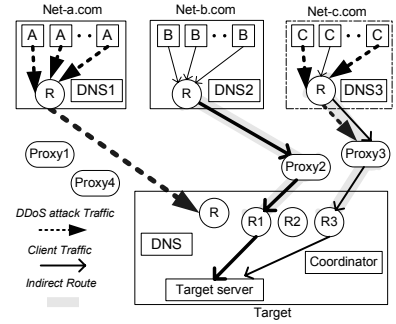 Net-a.com Net-b.com Net-c.com
A A · · A B B · · B C C · · C
R DNS1 R DNS2 R DNS3
Proxy1 Proxy2 Proxy3
Proxy4
DDoS attack Traffic
Client Traffic
Indirect Route
R R1 R2 R3
DNS
Coordinator
Target server
Target